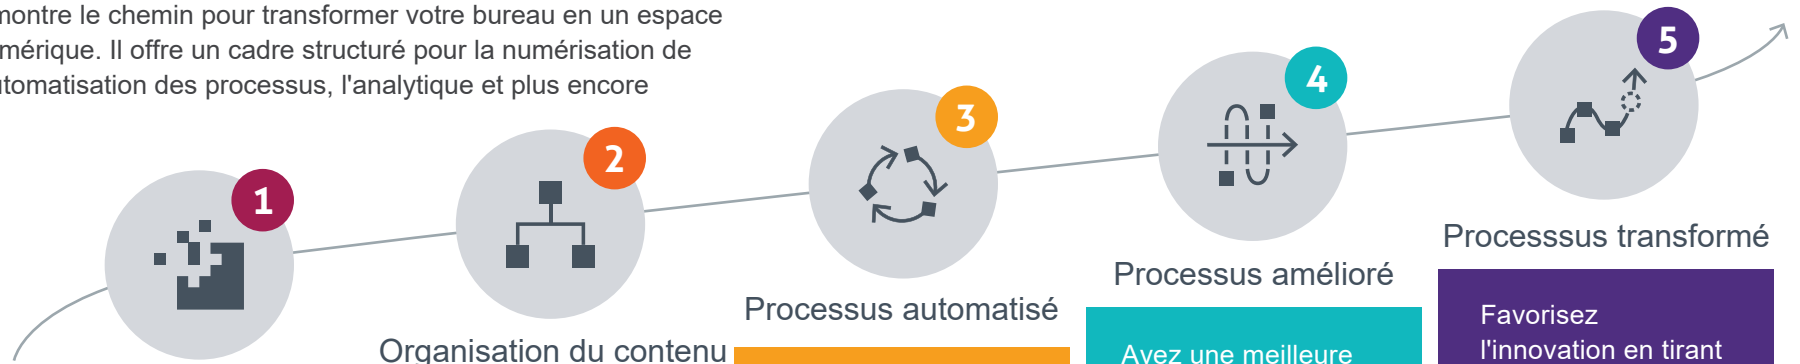 montre le chemin pour transformer votre bureau en un espace
mérique. Il offre un cadre structuré pour la numérisation de
utomatisation des processus, l'analytique et plus encore
1
2
3
4
5
Organisation du contenu
Processus automatisé
Processus amélioré
Avez une meilleure
Processsus transformé
Favorisez
l'innovation en tirant